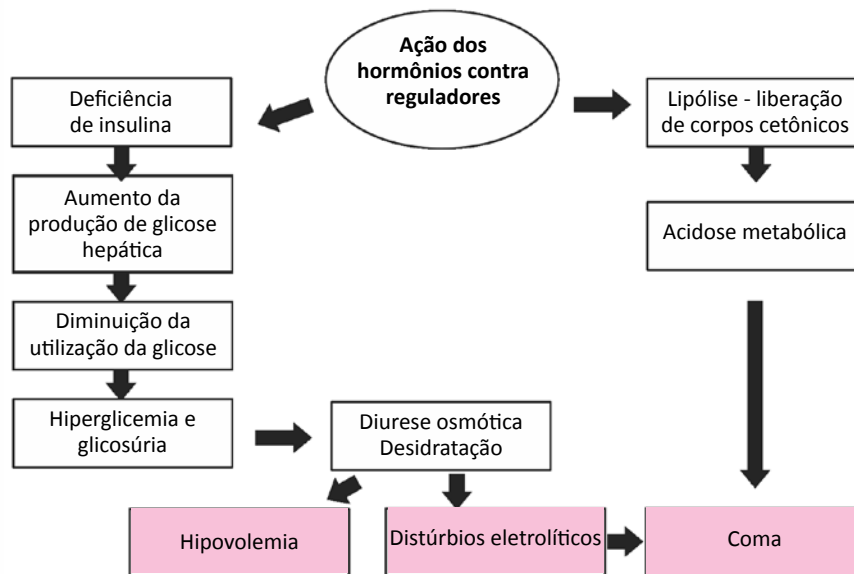 Ação dos
hormônios contra
reguladores
Deficiência
de insulina
Lipólise - liberação
de corpos cetônicos
Aumento da
produção de glicose
hepática
Acidose metabólica
Diminuição da
utilização da glicose
Hiperglicemia e
glicosúria
Diurese osmótica
Desidratação
Hipovolemia
Distúrbios eletrolíticos
Coma